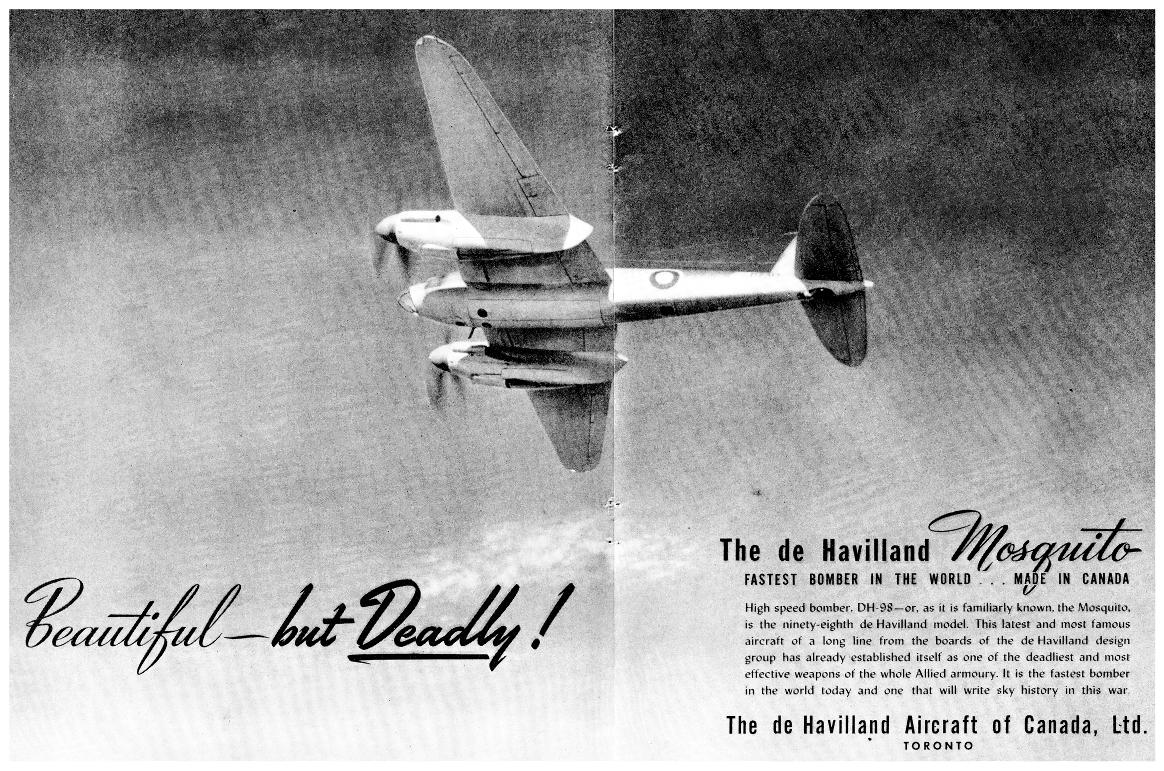 Beautiful—but Deadly!
The de Havilland Mosquito
FASTEST BOMBER IN THE WORLD . . . MADE IN CANADA
High speed bomber, DH-98—or, as it is familiarly known, the Mosquito,
is the ninety-eighth de Havilland model. This latest and most famous
aircraft of a long line from the boards of the de Havilland design
group has already established itself as one of the deadliest and most
effective weapons of the whole Allied armoury. It is the fastest bomber
in the world today and one that will write sky history in this war.
The de Havilland Aircraft of Canada, Ltd.
TORONTO